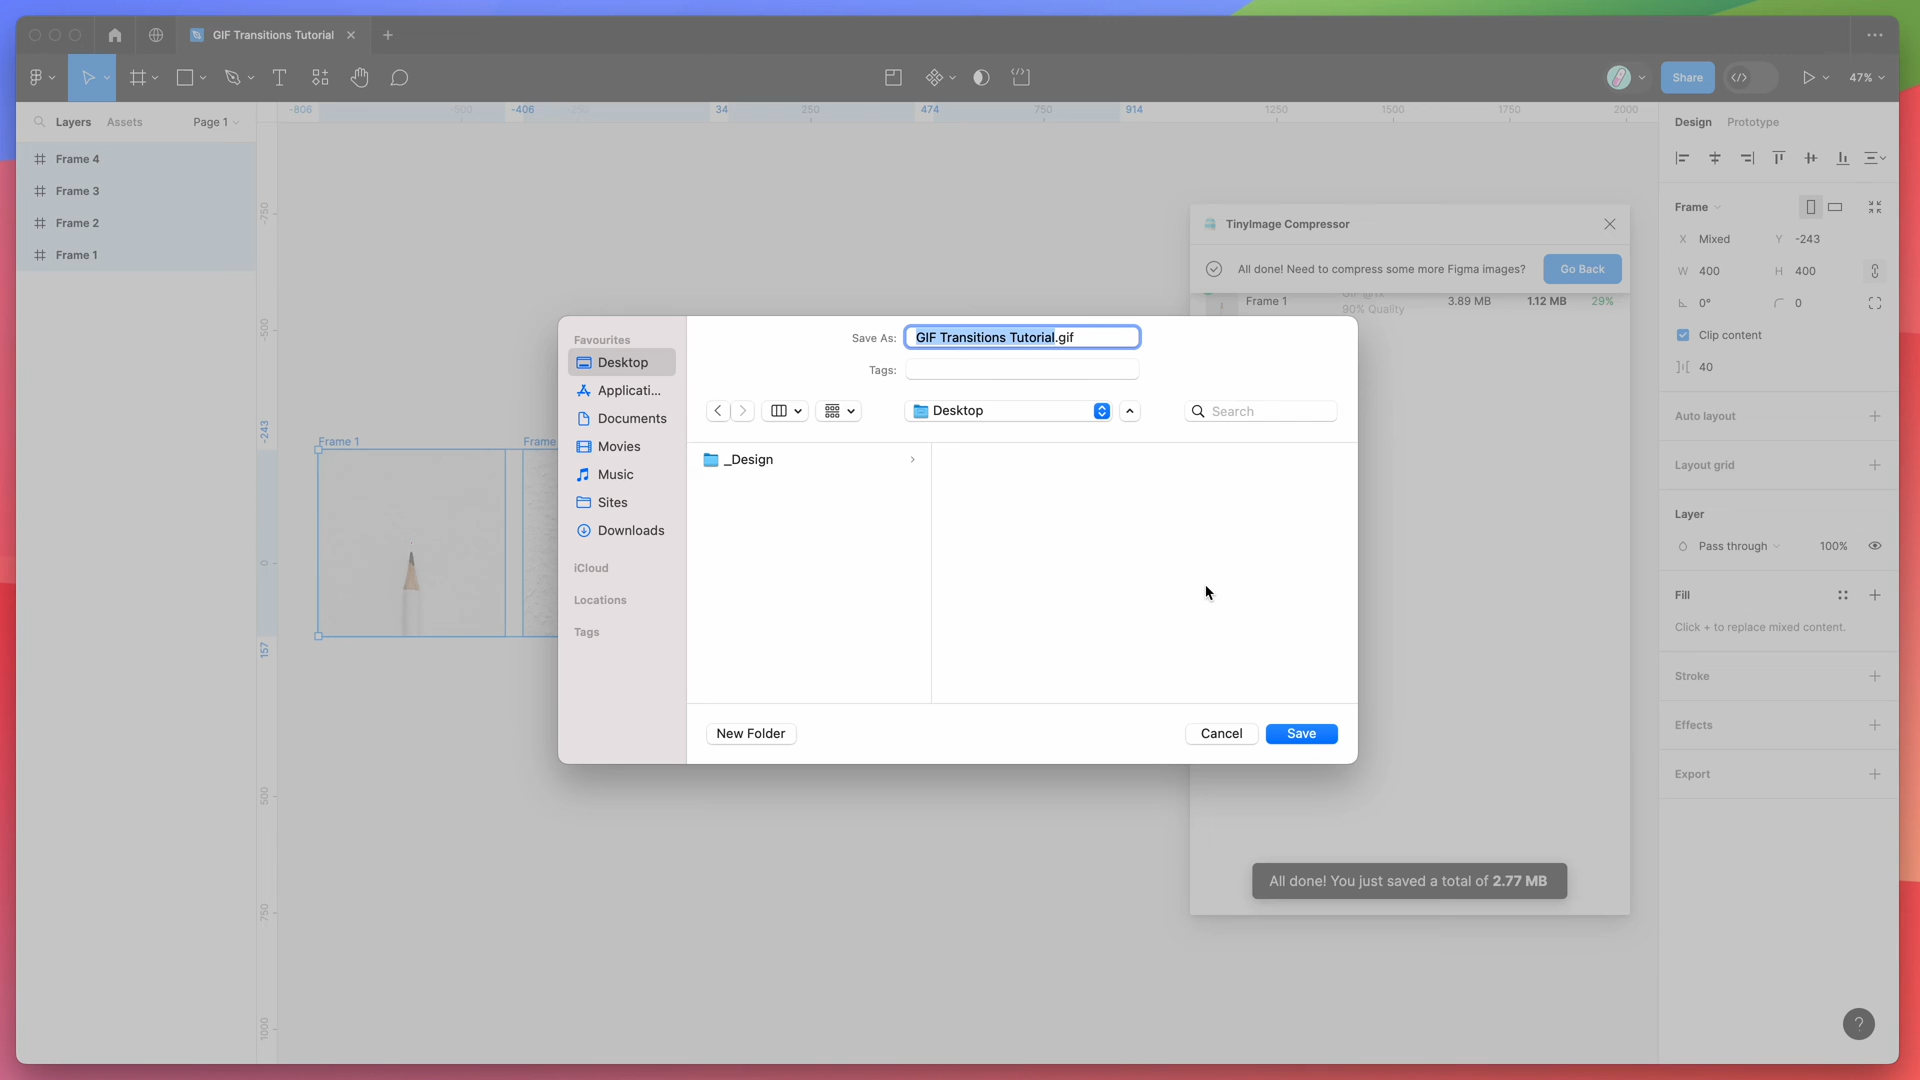 GIF Transitions Tutorial
Share
47%
Layers
Assets
Page 1
Frame 4
Frame 3
Frame 2
Frame 1
-806
-500
-406
-250
34
250
474
750
914
1250
1500
1750
2000
-750
-500
-243
0
157
500
750
1000
Frame 1
Frame
TinyImage Compressor
All done! Need to compress some more Figma images?
Go Back
Frame 1
90% Quality
3.89 MB
1.12 MB
29%
Favourites
Desktop
Applicati...
Documents
Movies
Music
Sites
Downloads
iCloud
Locations
Tags
Save As:
GIF Transitions Tutorial.gif
Tags:
Desktop
Search
_Design
New Folder
Cancel
Save
All done! You just saved a total of 2.77 MB
Design
Prototype
Frame
X Mixed
Y -243
W 400
H 400
0°
0
Clip content
40
Auto layout
Layout grid
Layer
Pass through
100%
Fill
Click + to replace mixed content.
Stroke
Effects
Export
?